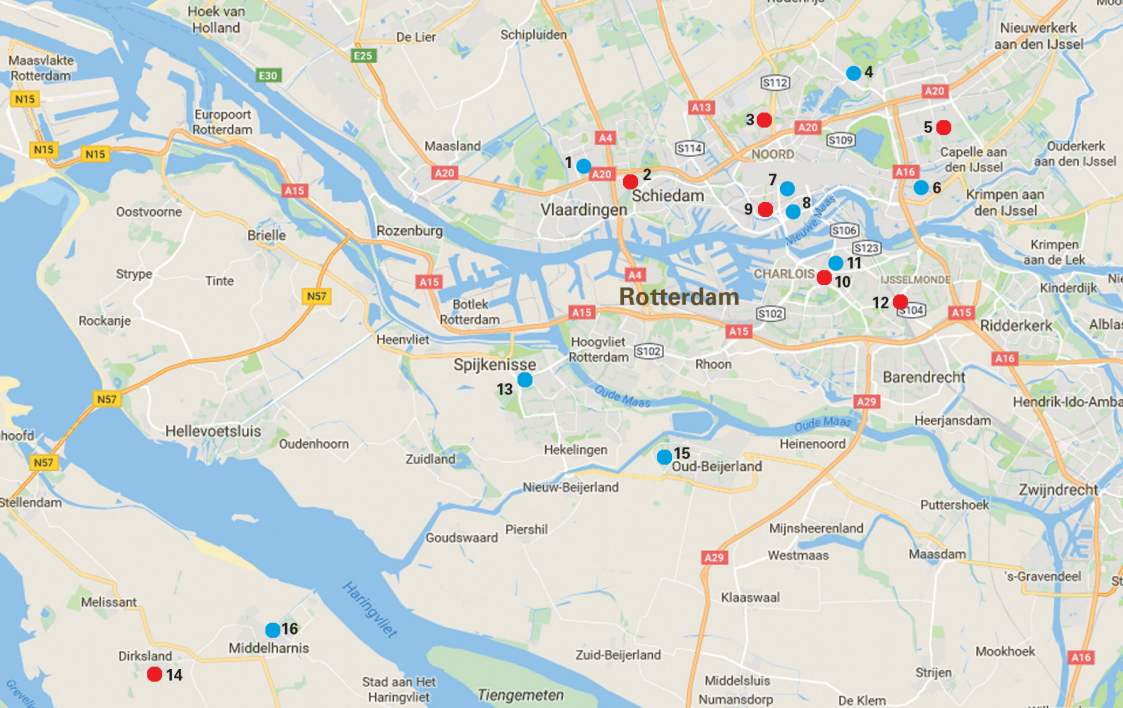 Hoek van
Holland
De Lier
Schipluiden
Nieuwerkerk
aan den IJssel
Maasvlakte
Rotterdam
E25
E30
4
S112
A20
N15
A13
Europoort
Rotterdam
3
A20
5
S109
A4
N15
N15
Maasland
S114
NOORD
Capelle aan
den IJssel
Ouderkerk
aan den IJssel
1
A20
A20
2
A16
A15
Schiedam
7
6
Krimpen aan
den IJssel
Oostvoorne
Vlaardingen
9
8
Nieuwe Maas
Brielle
Rozenburg
S106
S123
Krimpen
aan de Lek
Strype
Tinte
A15
A4
CHARLOIS
11
10
IJSSELMONDE
Kinderdijk
N57
Rotterdam
12
S104
Botlek
Rotterdam
A15
S102
A15
Rockanje
A15
Ridderkerk
Heenvliet
Hoogvliet
Rotterdam
S102
Rhoon
A16
Spijkenisse
13
Barendrecht
Oude Maas
N57
A29
Hendrik-Ido-Amba
Heerjansdam
Oude Maas
Hellevoetsluis
Oudenhoorn
Heinenoord
Hekelingen
15
Zuidland
N57
Oud-Beijerland
Nieuw-Beijerland
Zwijndrecht
Stellendam
Puttershoek
Piershil
Goudswaard
Mijnsheerenland
A29
Westmaas
Maasdam
's-Gravendeel
Haringvliet
Melissant
Klaaswaal
16
Middelharnis
Dirksland
14
Zuid-Beijerland
Mookhoek
A16
Strijen
Stad aan Het
Haringvliet
Tiengemeten
Middelsluis
Numansdorp
De Klem